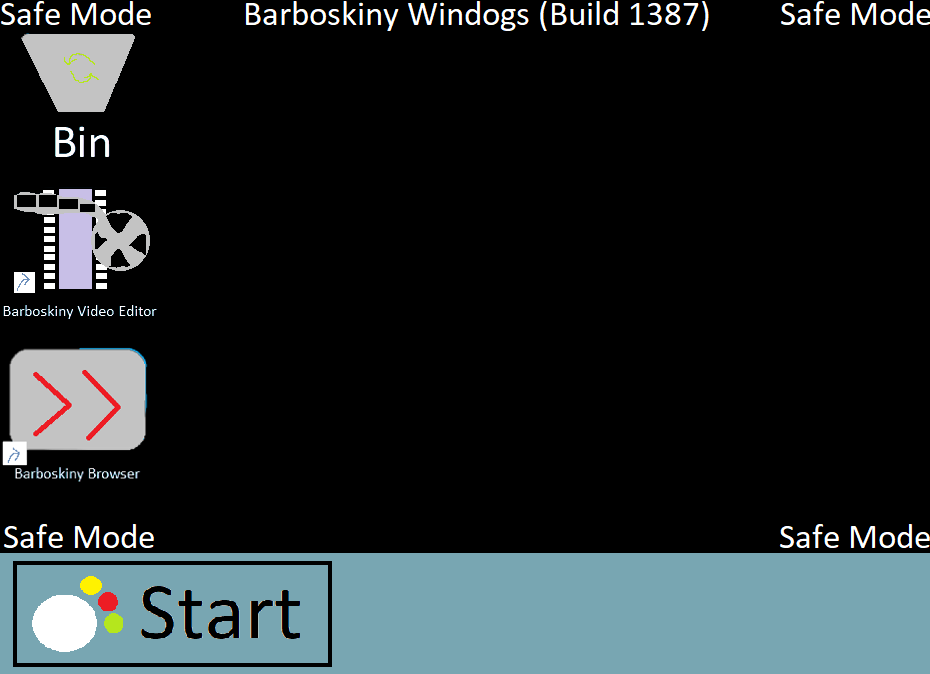 Safe Mode
Barboskiny Windogs (Build 1387)
Safe Mode
Bin
Barboskiny Video Editor
Barboskiny Browser
Safe Mode
Safe Mode
Start